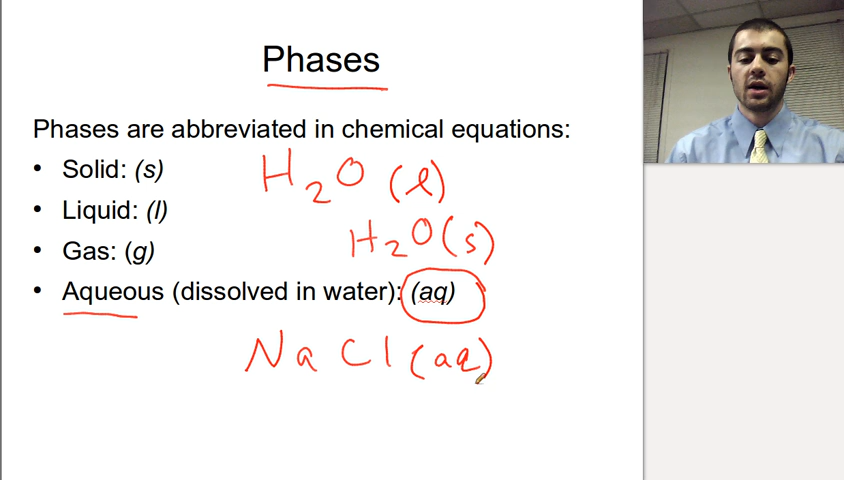 Phases
Phases are abbreviated in chemical equations:
• Solid: (s)
H₂O (l)
• Liquid: (l)
H₂O(s)
• Gas: (g)
• Aqueous (dissolved in water): (aq)
NaCl(aq)